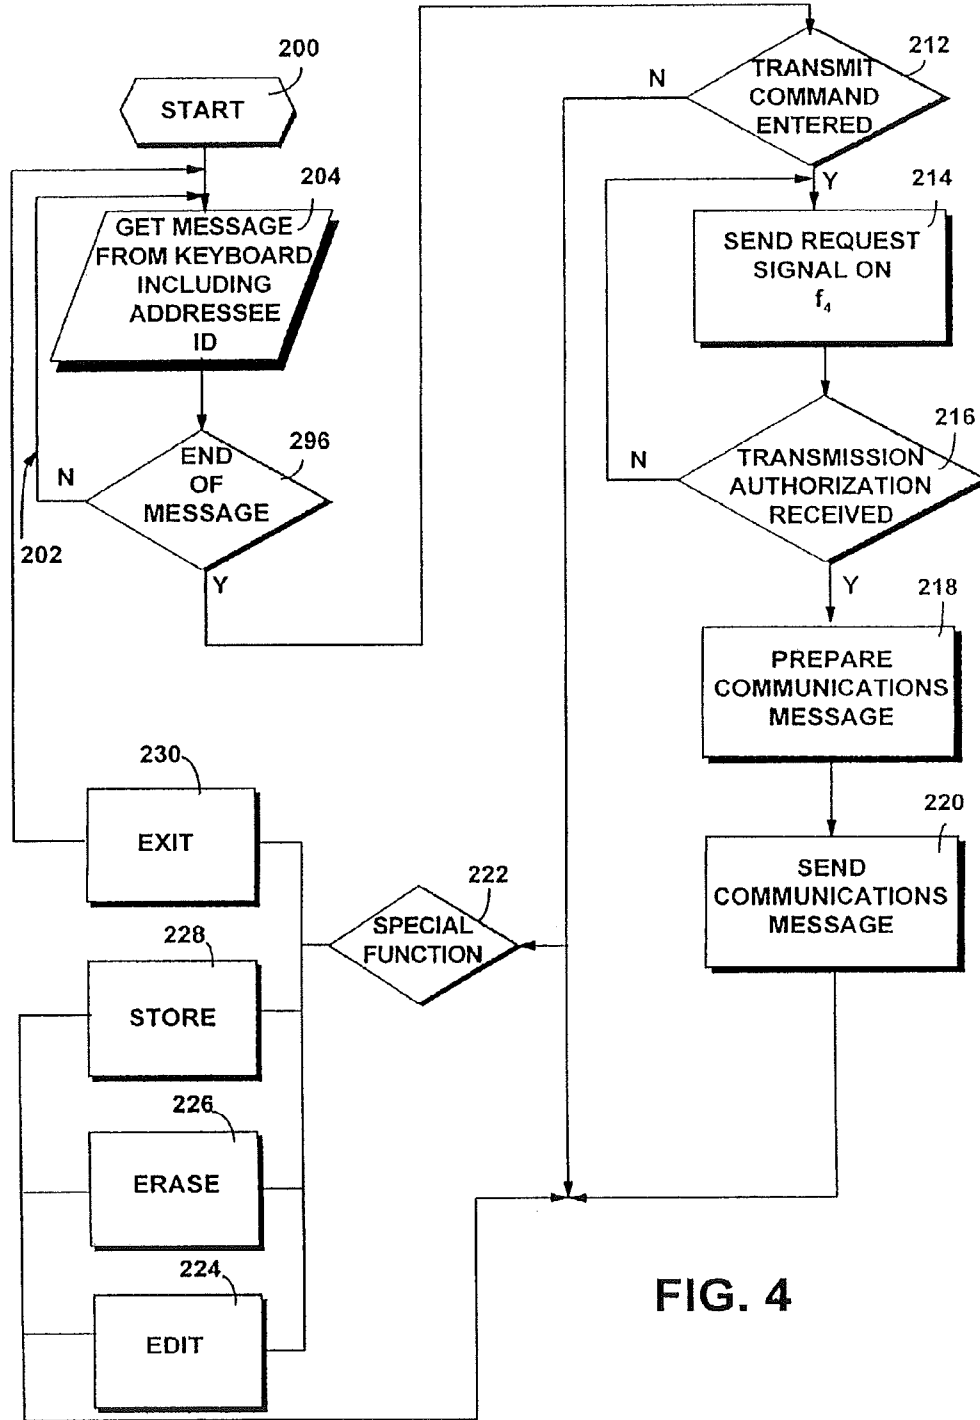 200
START
204
GET MESSAGE
FROM KEYBOARD
INCLUDING
ADDRESSEE
ID
296
END
OF
MESSAGE
N
202
Y
212
TRANSMIT
COMMAND
ENTERED
N
Y
214
SEND REQUEST
SIGNAL ON
f4
216
TRANSMISSION
AUTHORIZATION
RECEIVED
N
Y
218
PREPARE
COMMUNICATIONS
MESSAGE
220
SEND
COMMUNICATIONS
MESSAGE
222
SPECIAL
FUNCTION
230
EXIT
228
STORE
226
ERASE
224
EDIT
FIG. 4